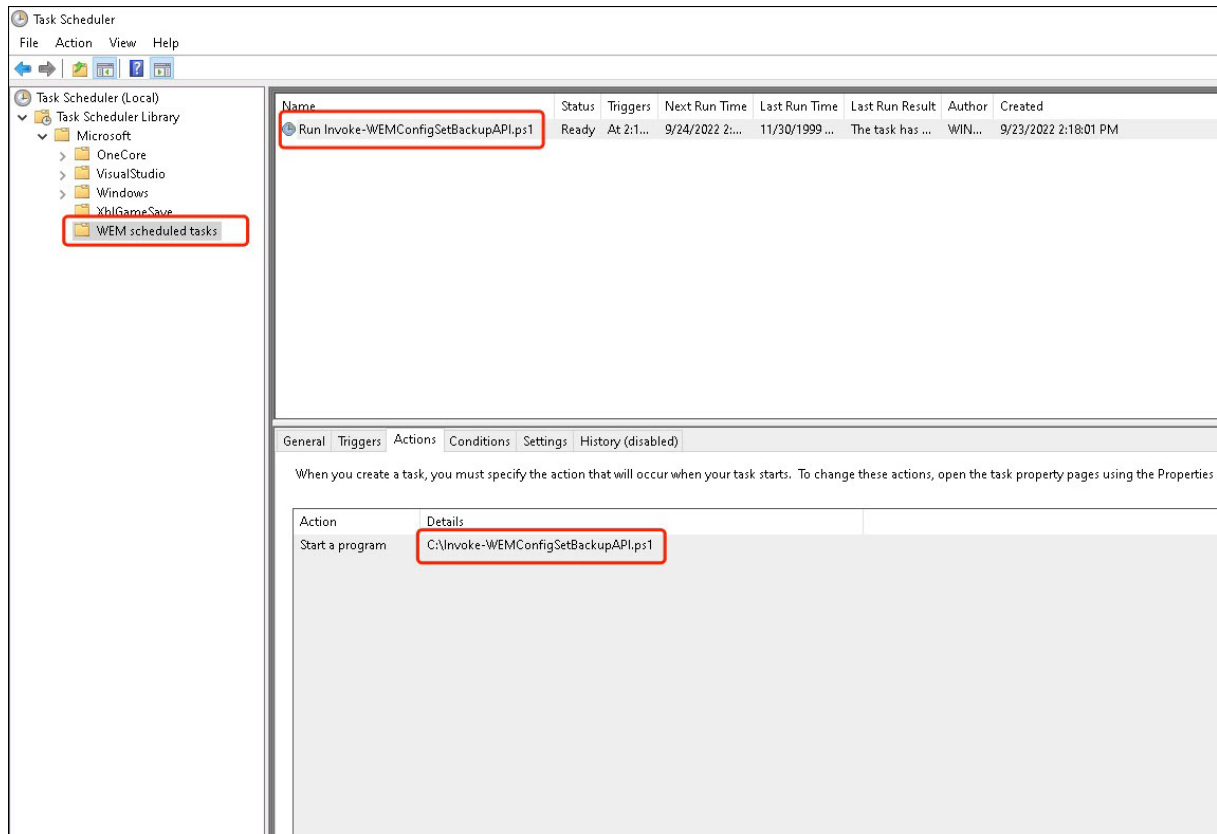 Task Scheduler
File Action View Help
Task Scheduler (Local)
Task Scheduler Library
Microsoft
OneCore
VisualStudio
Windows
XblGameSave
WEM scheduled tasks
Name Status Triggers Next Run Time Last Run Time Last Run Result Author Created
Run Invoke-WEMConfigSetBackupAPI.ps1 Ready At 2:1... 9/24/2022 2:... 11/30/1999 ... The task has ... WIN... 9/23/2022 2:18:01 PM
General Triggers Actions Conditions Settings History (disabled)
When you create a task, you must specify the action that will occur when your task starts. To change these actions, open the task property pages using the Properties
Action Details
Start a program C:\Invoke-WEMConfigSetBackupAPI.ps1